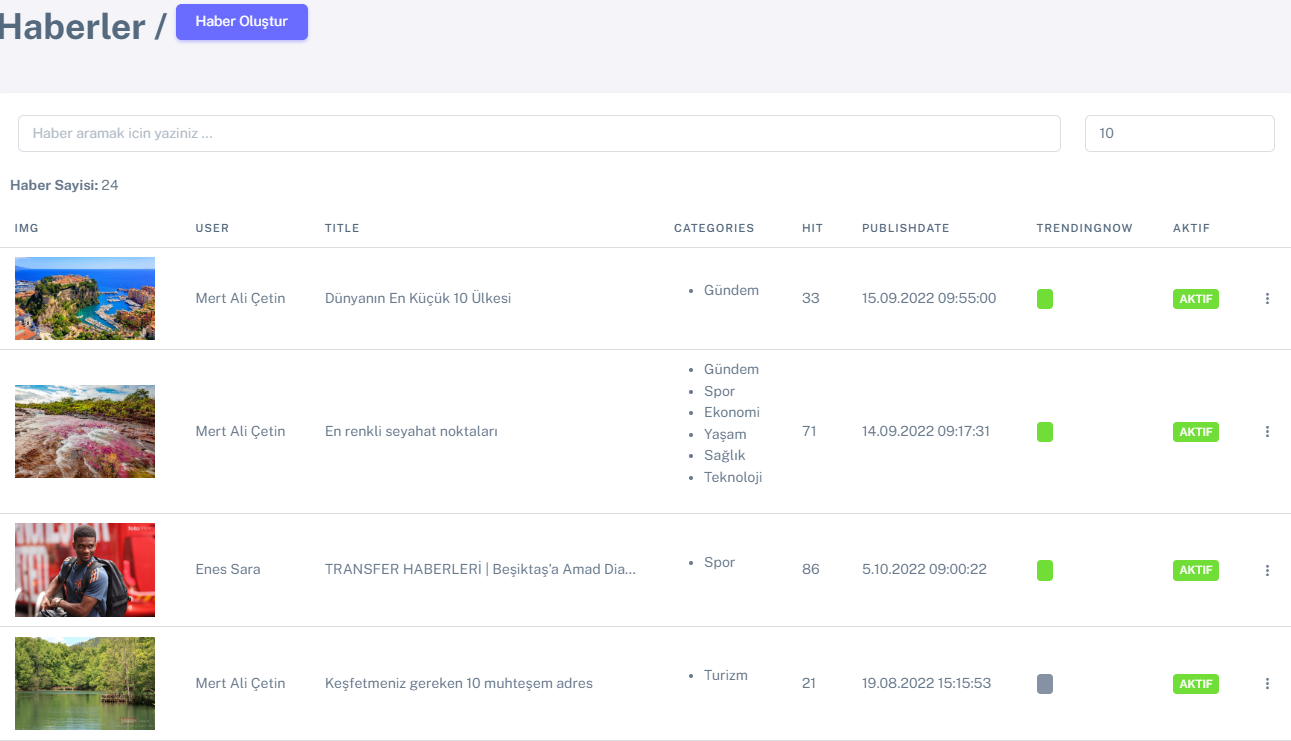 Haberler / Haber Oluştur
Haber aramak icin yaziniz ... 10
Haber Sayisi: 24
IMG USER TITLE CATEGORIES HIT PUBLISHDATE TRENDINGNOW AKTIF
Mert Ali Çetin Dünyanın En Küçük 10 Ülkesi Gündem 33 15.09.2022 09:55:00 AKTIF
Gündem
Spor
Ekonomi
Mert Ali Çetin En renkli seyahat noktaları Yaşam 71 14.09.2022 09:17:31 AKTIF
Sağlık
Teknoloji
Enes Sara TRANSFER HABERLERİ | Beşiktaş'a Amad Dia... Spor 86 5.10.2022 09:00:22 AKTIF
Mert Ali Çetin Keşfetmeniz gereken 10 muhteşem adres Turizm 21 19.08.2022 15:15:53 AKTIF